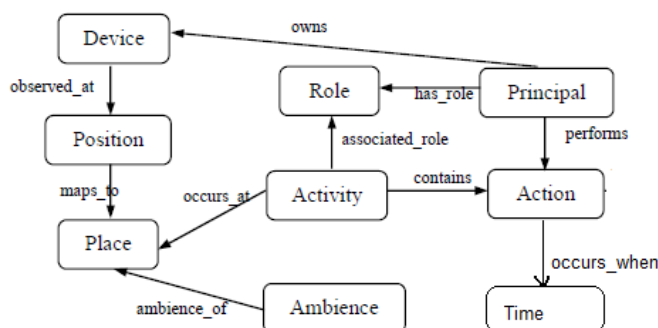 owns
Device
observed_at
Role
has_role
Principal
Position
associated_role
performs
maps_to
occurs_at
Activity
contains
Action
Place
occurs_when
ambience_of
Ambience
Time